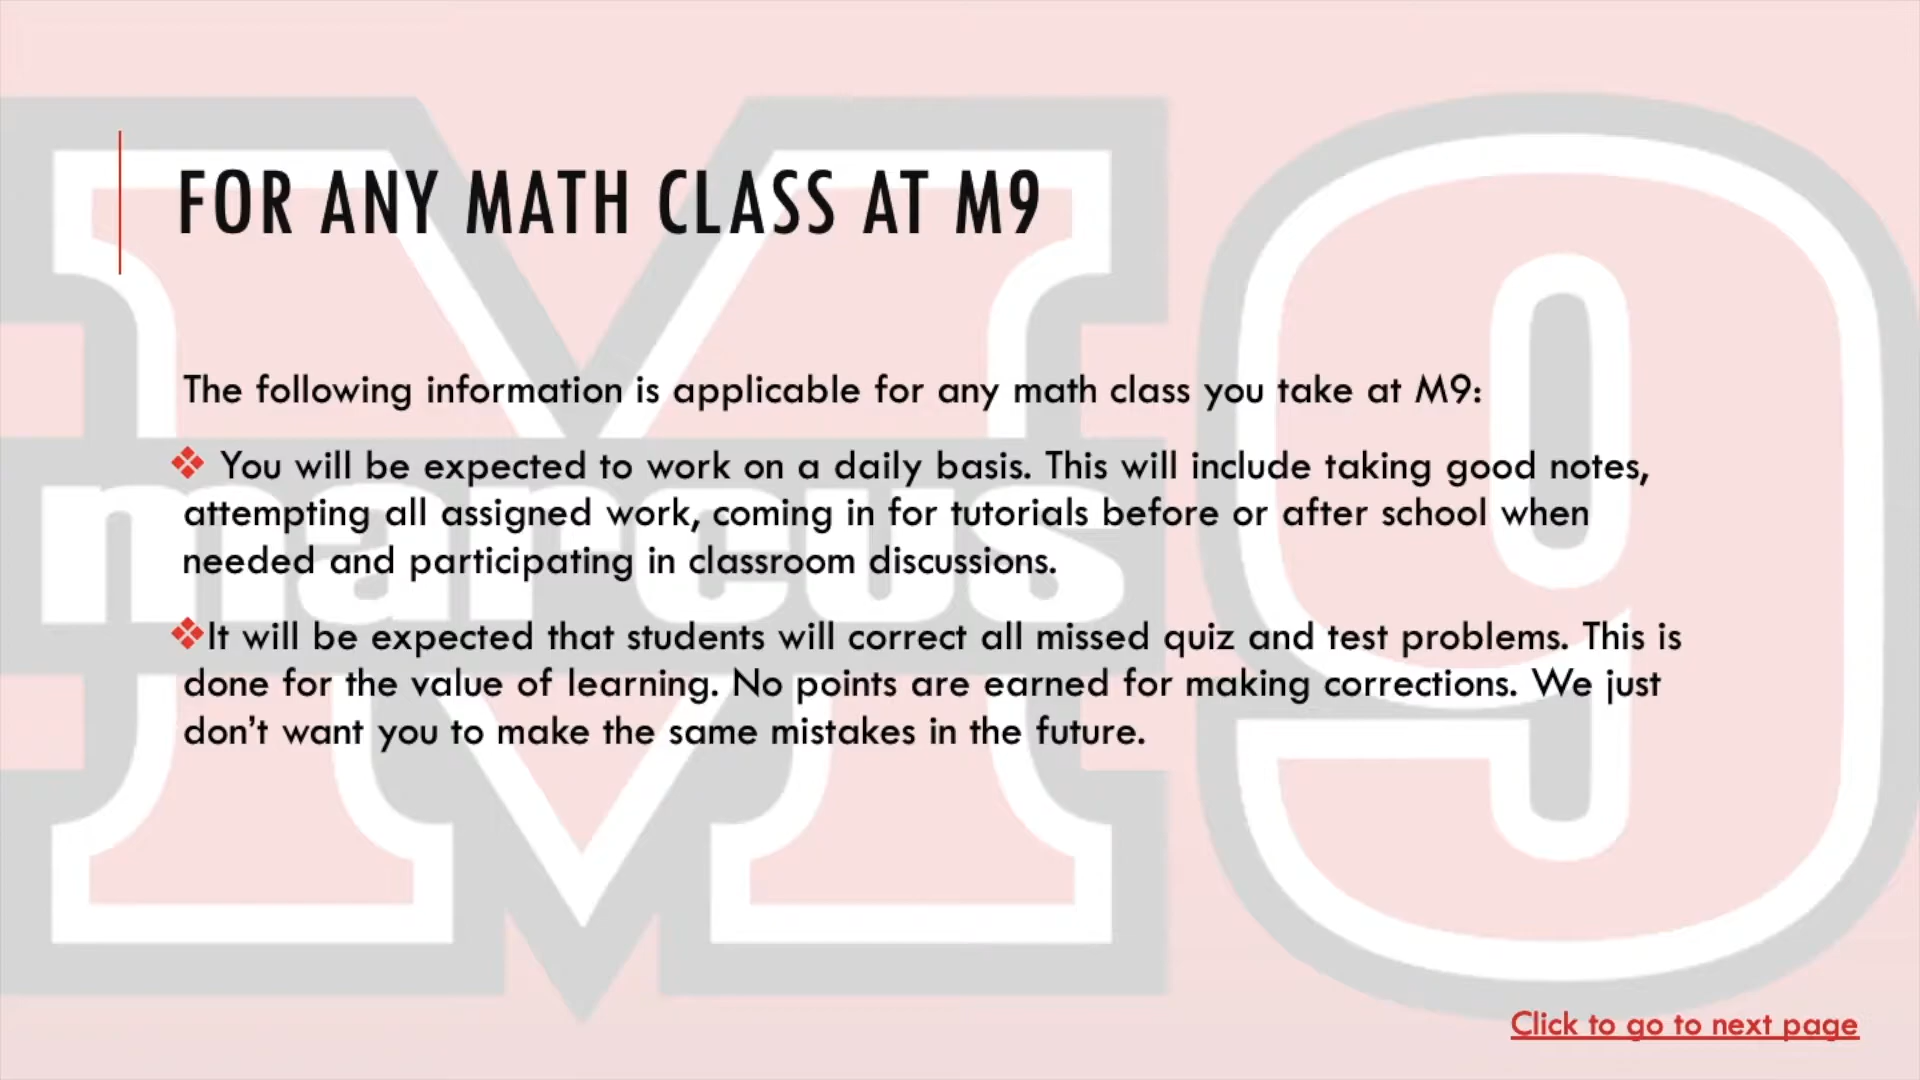 FOR ANY MATH CLASS AT M9
The following information is applicable for any math class you take at M9:
❖ You will be expected to work on a daily basis. This will include taking good notes,
attempting all assigned work, coming in for tutorials before or after school when
needed and participating in classroom discussions.
❖It will be expected that students will correct all missed quiz and test problems. This is
done for the value of learning. No points are earned for making corrections. We just
don’t want you to make the same mistakes in the future.
M9
marcus
Click to go to next page